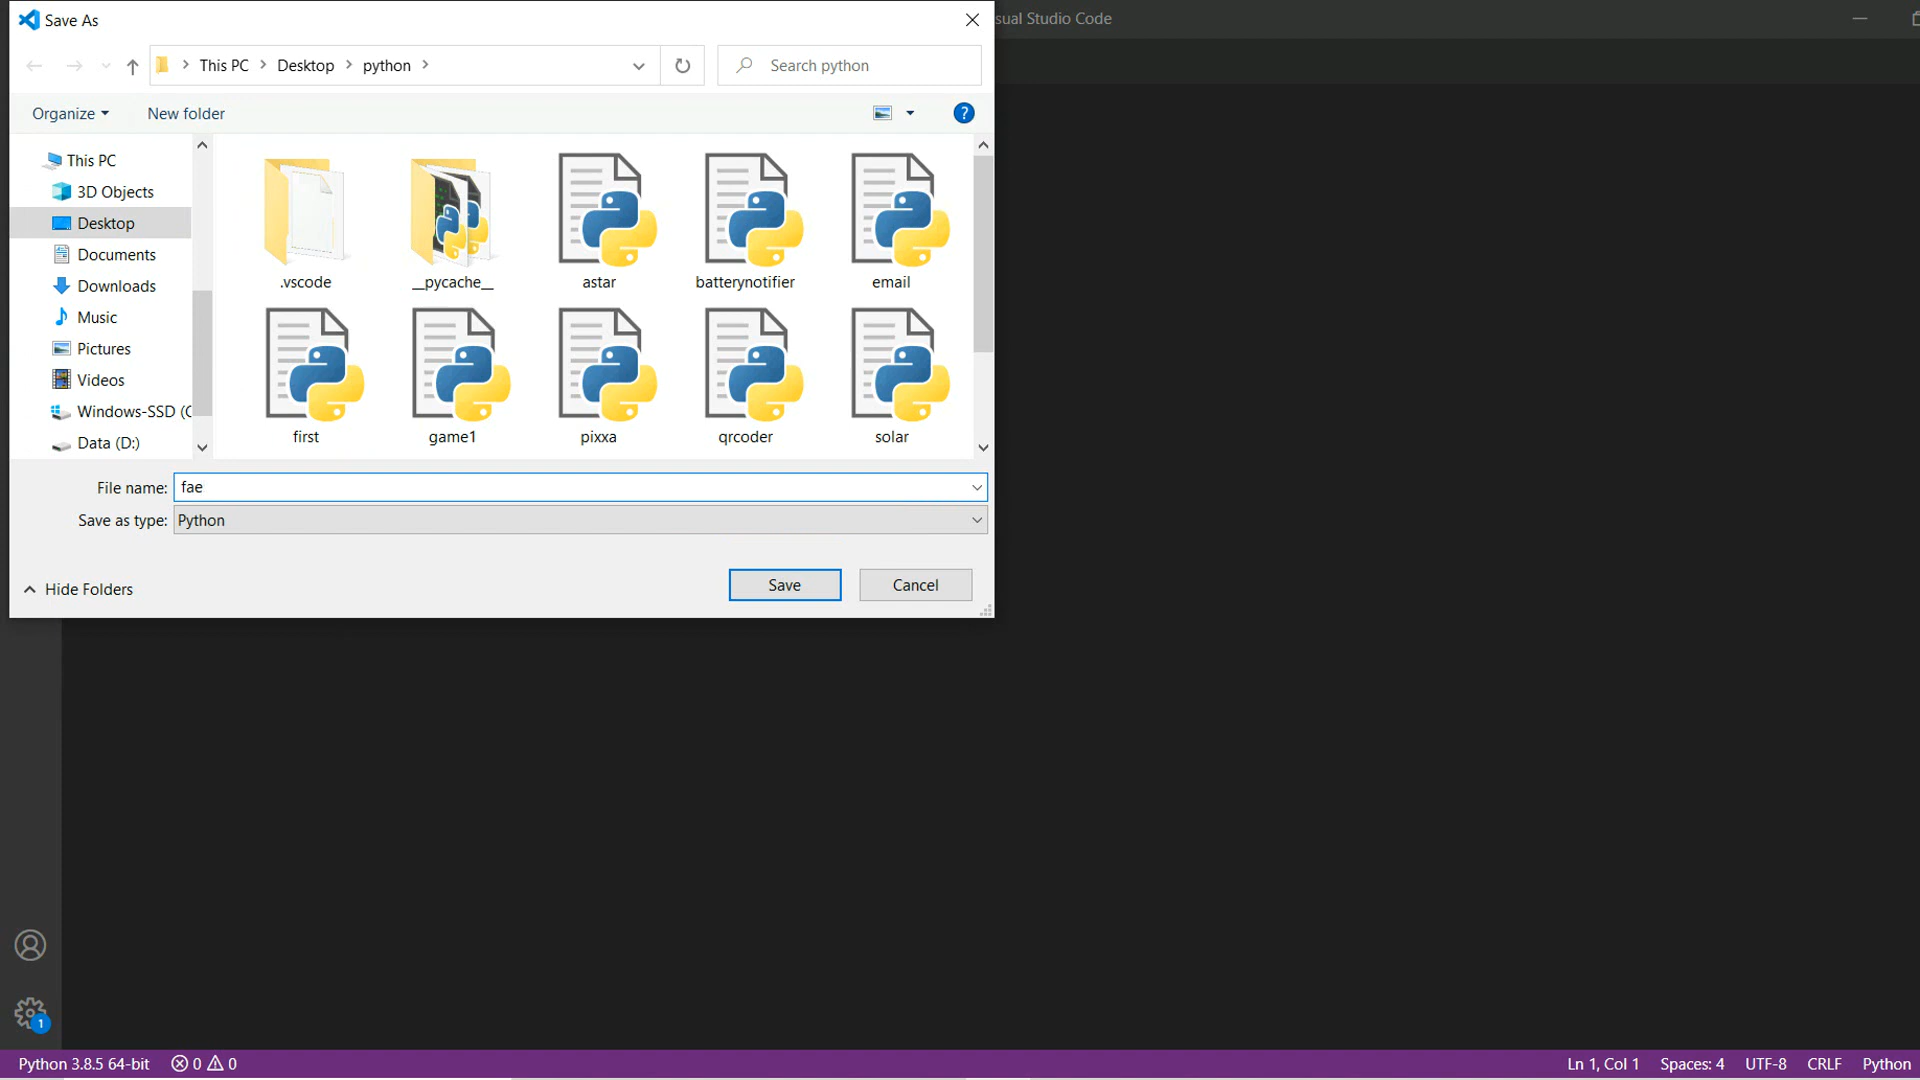 Save As
sual Studio Code
This PC
Desktop
python
Search python
Organize
New folder
?
This PC
3D Objects
Desktop
Documents
Downloads
Music
Pictures
Videos
Windows-SSD (C
Data (D:)
.vscode
__pycache__
astar
batterynotifier
email
first
game1
pixxa
qrcoder
solar
File name: fae
Save as type: Python
Hide Folders
Save
Cancel
1
Python 3.8.5 64-bit
0
0
Ln 1, Col 1
Spaces: 4
UTF-8
CRLF
Python